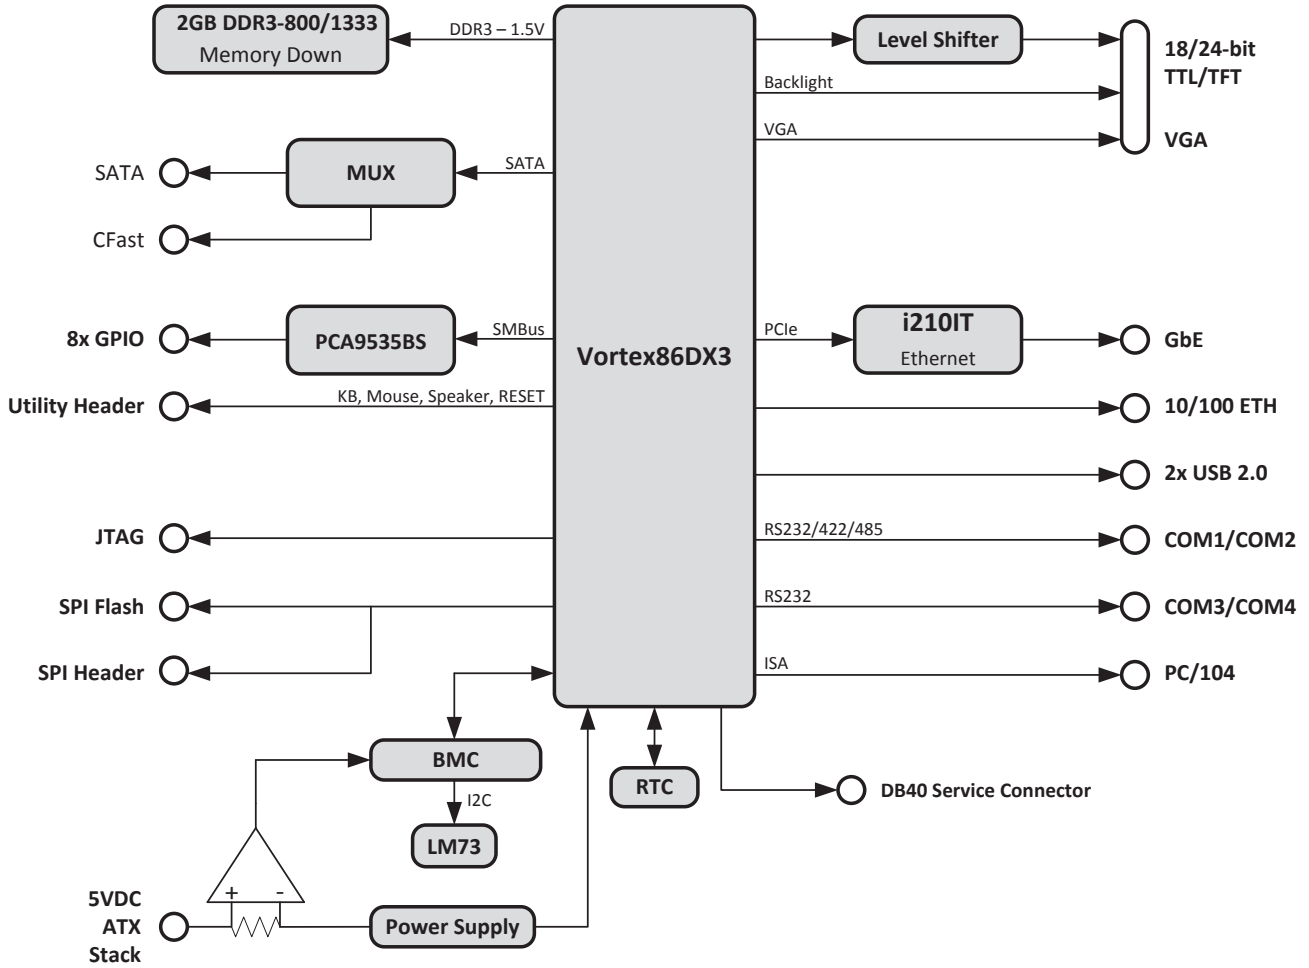 2GB DDR3-800/1333
Memory Down
DDR3 – 1.5V
Level Shifter
18/24-bit
TTL/TFT
Backlight
VGA
VGA
SATA
MUX
SATA
CFast
8x GPIO
PCA9535BS
SMBus
Vortex86DX3
PCIe
i210IT
Ethernet
GbE
Utility Header
KB, Mouse, Speaker, RESET
10/100 ETH
2x USB 2.0
JTAG
RS232/422/485
COM1/COM2
SPI Flash
RS232
COM3/COM4
SPI Header
ISA
PC/104
BMC
I2C
RTC
DB40 Service Connector
LM73
+ -
5VDC
ATX
Stack
Power Supply